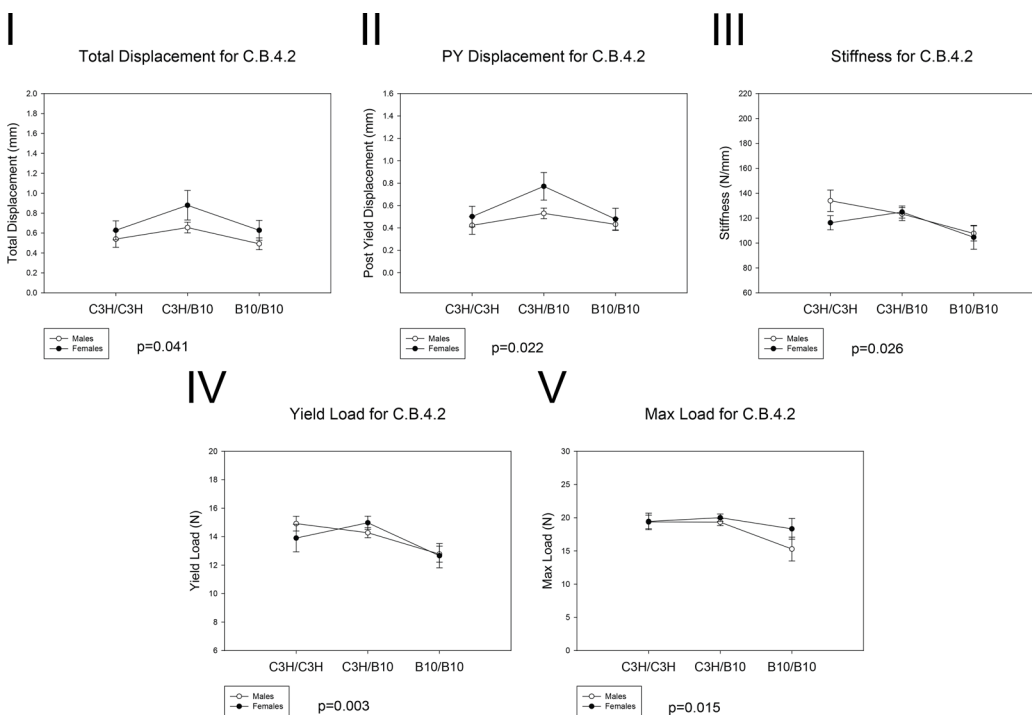 I
Total Displacement for C.B.4.2
Total Displacement (mm)
2.0
1.8
1.6
1.4
1.2
1.0
0.8
0.6
0.4
0.2
0.0
C3H/C3H C3H/B10 B10/B10
Males
Females
p=0.041
II
PY Displacement for C.B.4.2
Post Yield Displacement (mm)
1.6
1.4
1.2
1.0
0.8
0.6
0.4
0.2
0.0
C3H/C3H C3H/B10 B10/B10
Males
Females
p=0.022
III
Stiffness for C.B.4.2
Stiffness (N/mm)
220
200
180
160
140
120
100
80
60
C3H/C3H C3H/B10 B10/B10
Males
Females
p=0.026
IV
Yield Load for C.B.4.2
Yield Load (N)
20
18
16
14
12
10
8
6
C3H/C3H C3H/B10 B10/B10
Males
Females
p=0.003
V
Max Load for C.B.4.2
Max Load (N)
30
25
20
15
10
5
0
C3H/C3H C3H/B10 B10/B10
Males
Females
p=0.015